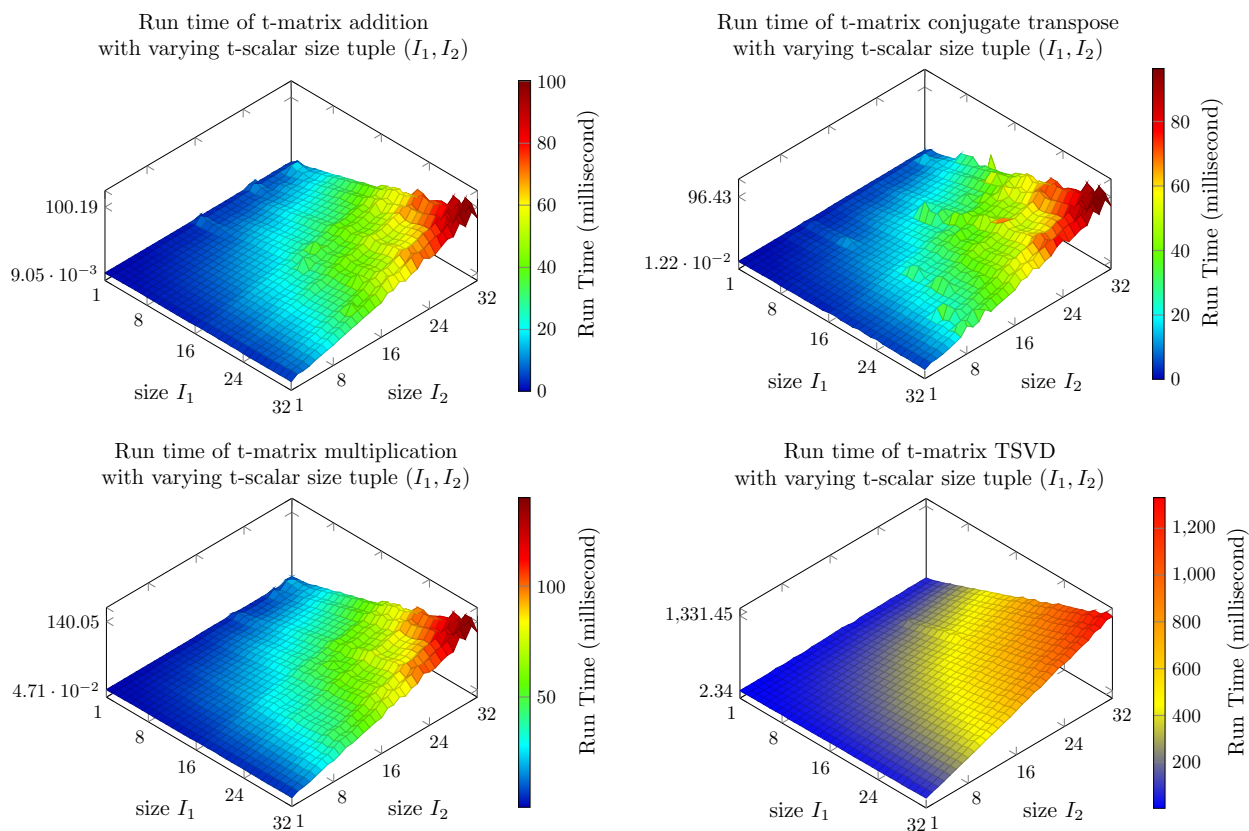 Run time of t-matrix addition
with varying t-scalar size tuple (I₁, I₂)
100.19
9.05 · 10⁻³
1
8
16
24
32
size I₁
1
8
16
24
32
size I₂
100
80
60
40
20
0
Run Time (millisecond)
Run time of t-matrix conjugate transpose
with varying t-scalar size tuple (I₁, I₂)
96.43
1.22 · 10⁻²
1
8
16
24
32
size I₁
1
8
16
24
32
size I₂
80
60
40
20
0
Run Time (millisecond)
Run time of t-matrix multiplication
with varying t-scalar size tuple (I₁, I₂)
140.05
4.71 · 10⁻²
1
8
16
24
32
size I₁
1
8
16
24
32
size I₂
100
50
Run Time (millisecond)
Run time of t-matrix TSVD
with varying t-scalar size tuple (I₁, I₂)
1,331.45
2.34
1
8
16
24
32
size I₁
1
8
16
24
32
size I₂
1,200
1,000
800
600
400
200
Run Time (millisecond)